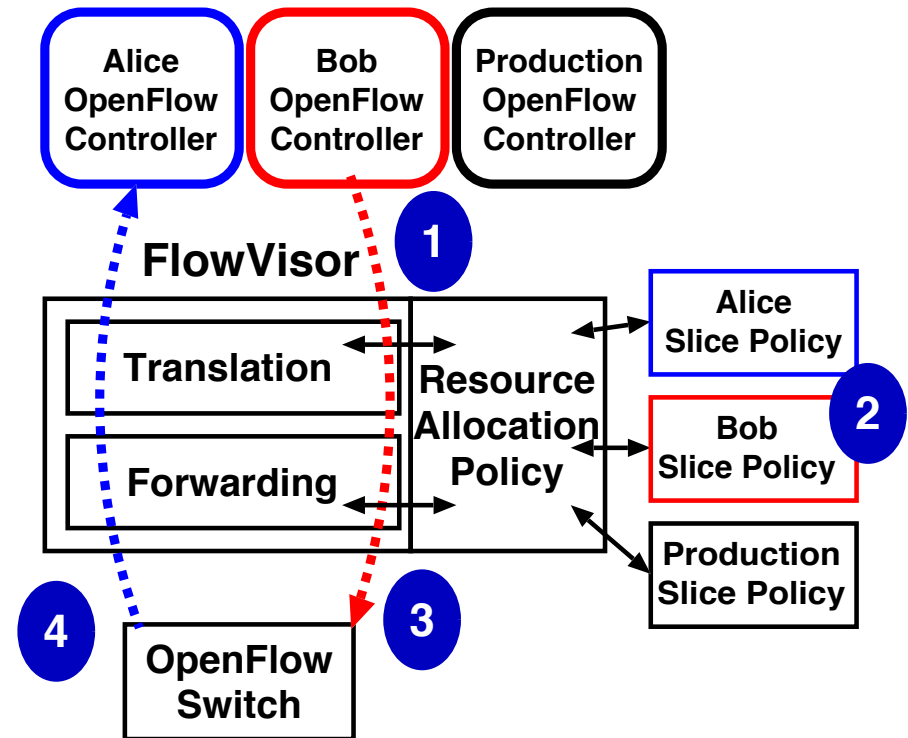 Alice
OpenFlow
Controller
Bob
OpenFlow
Controller
Production
OpenFlow
Controller
1
FlowVisor
Translation
Forwarding
Resource
Allocation
Policy
Alice
Slice Policy
2
Bob
Slice Policy
Production
Slice Policy
4
3
OpenFlow
Switch